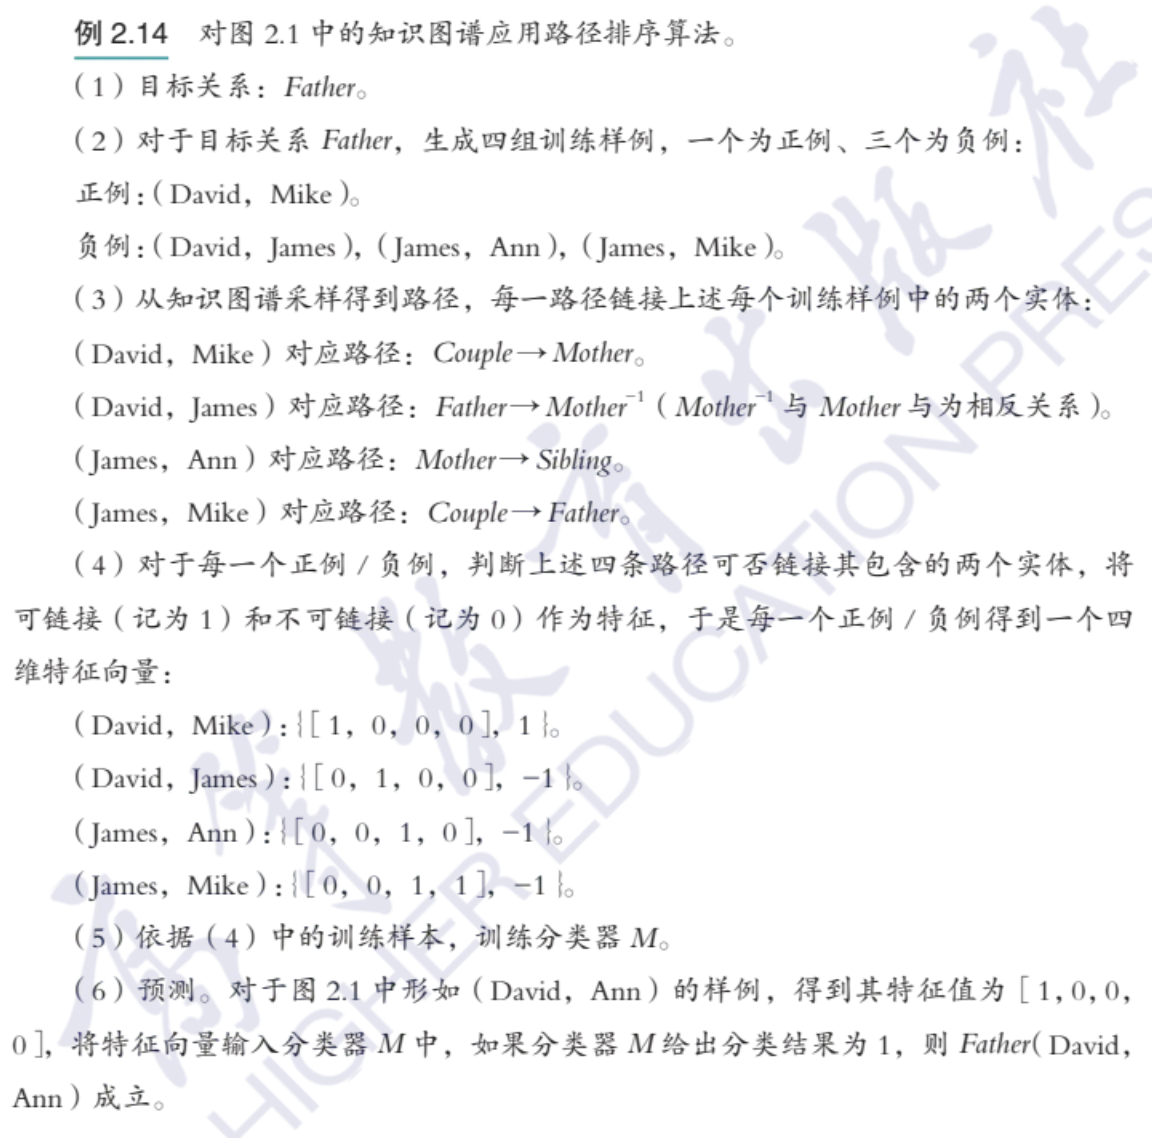 例 2.14 对图 2.1 中的知识图谱应用路径排序算法。
（1）目标关系：Father。
（2）对于目标关系 Father，生成四组训练样例，一个为正例、三个为负例：
正例：（David，Mike）。
负例：（David，James），（James，Ann），（James，Mike）。
（3）从知识图谱采样得到路径，每一路径链接上述每个训练样例中的两个实体：
（David，Mike）对应路径：Couple→Mother。
（David，James）对应路径：Father→Mother⁻¹（Mother⁻¹ 与 Mother 与为相反关系）。
（James，Ann）对应路径：Mother→Sibling。
（James，Mike）对应路径：Couple→Father。
（4）对于每一个正例 / 负例，判断上述四条路径可否链接其包含的两个实体，将
可链接（记为 1）和不可链接（记为 0）作为特征，于是每一个正例 / 负例得到一个四
维特征向量：
（David，Mike）：{[1，0，0，0]，1}。
（David，James）：{[0，1，0，0]，−1}。
（James，Ann）：{[0，0，1，0]，−1}。
（James，Mike）：{[0，0，1，1]，−1}。
（5）依据（4）中的训练样本，训练分类器 M。
（6）预测。对于图 2.1 中形如（David，Ann）的样例，得到其特征值为 [1,0,0,
0]，将特征向量输入分类器 M 中，如果分类器 M 给出分类结果为 1，则 Father(David，
Ann）成立。
高等教育出版社
HIGHER EDUCATION PRES